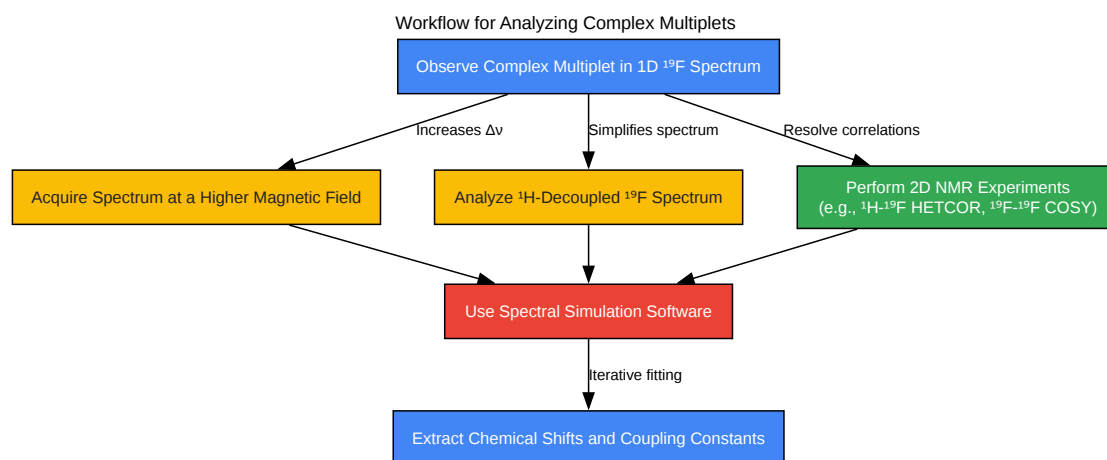 Workflow for Analyzing Complex Multiplets
Observe Complex Multiplet in 1D ¹⁹F Spectrum
Increases Δν
Simplifies spectrum
Resolve correlations
Acquire Spectrum at a Higher Magnetic Field
Analyze ¹H-Decoupled ¹⁹F Spectrum
Perform 2D NMR Experiments
(e.g., ¹H-¹⁹F HETCOR, ¹⁹F-¹⁹F COSY)
Use Spectral Simulation Software
Iterative fitting
Extract Chemical Shifts and Coupling Constants